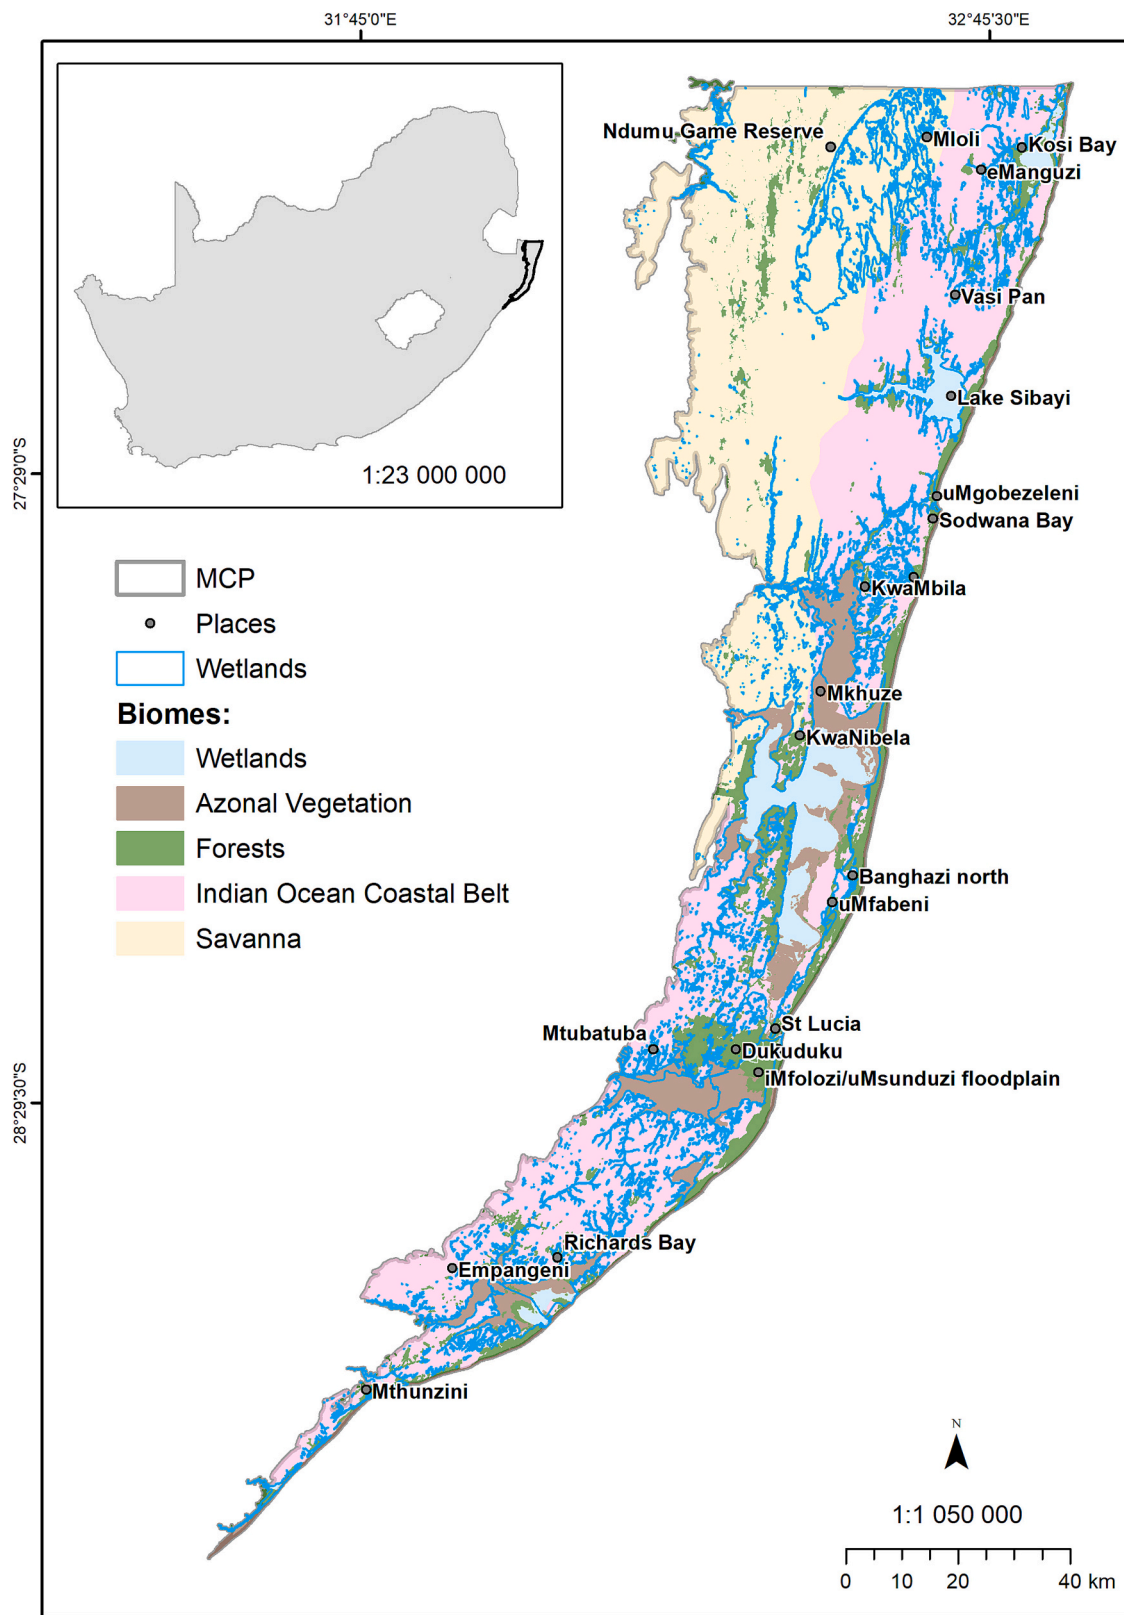 31°45'0"E
32°45'30"E
27°29'0"S
28°29'30"S
1:23 000 000
MCP
Places
Wetlands
Biomes:
Wetlands
Azonal Vegetation
Forests
Indian Ocean Coastal Belt
Savanna
Ndumu Game Reserve
Mloli
Kosi Bay
eManguzi
Vasi Pan
Lake Sibayi
uMgobezeleni
Sodwana Bay
KwaMbila
Mkhuze
KwaNibela
Banghazi north
uMfabeni
St Lucia
Mtubatuba
Dukuduku
iMfolozi/uMsunduzi floodplain
Richards Bay
Empangeni
Mthunzini
N
1:1 050 000
0 10 20 40 km